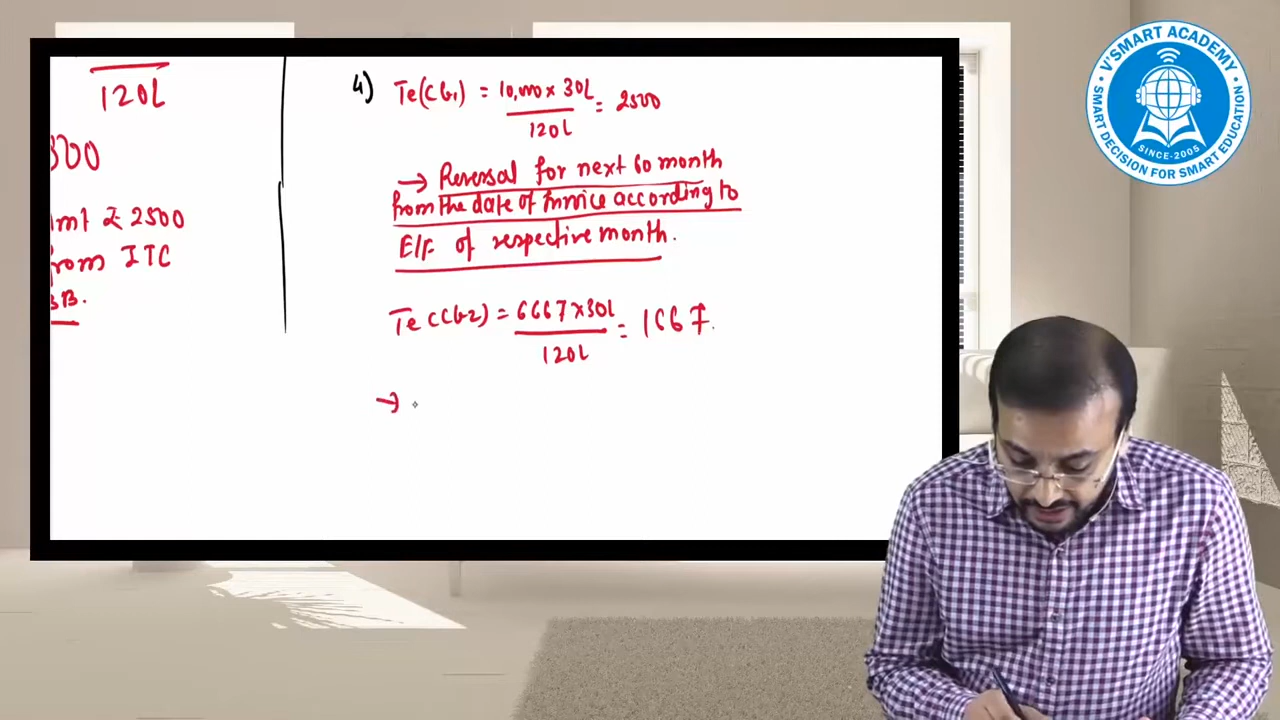 120L
300
amt ₹ 2500
from ITC
3B.
4) Te(CG1) = 10,000 x 30L = 2500
120L
→ Reversal for next 60 month
from the date of Invoice according to
E/F of respective month.
Te (CG2) = 6667 x 30L = 1667.
120L
→
V'SMART ACADEMY
SINCE-2005
SMART DECISION FOR SMART EDUCATION